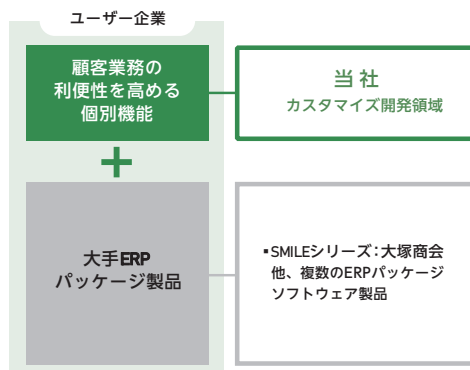 ユーザー企業
顧客業務の
利便性を高める
個別機能
当社
カスタマイズ開発領域
+
大手ERP
パッケージ製品
▪SMILEシリーズ:大塚商会
他、複数のERPパッケージ
ソフトウェア製品